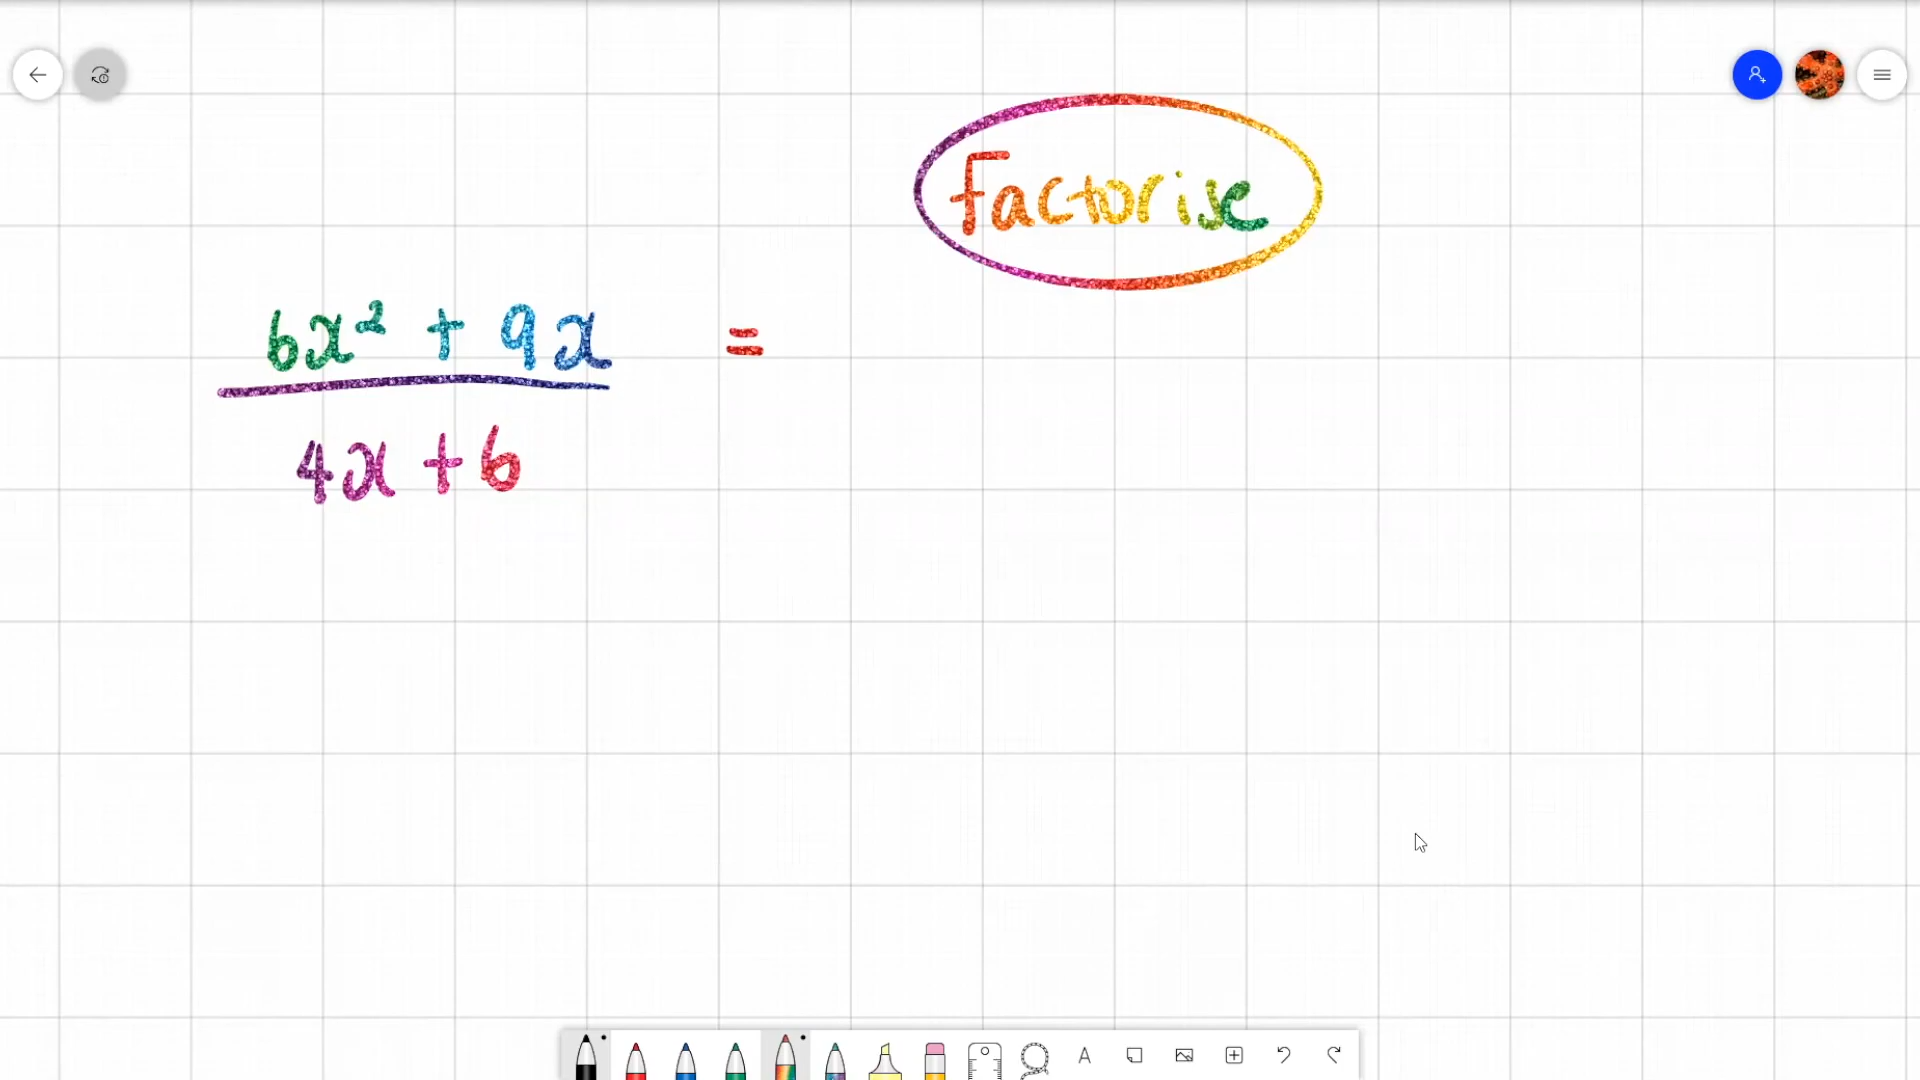 Factorise
6x² + 9x =
4x + 6
A